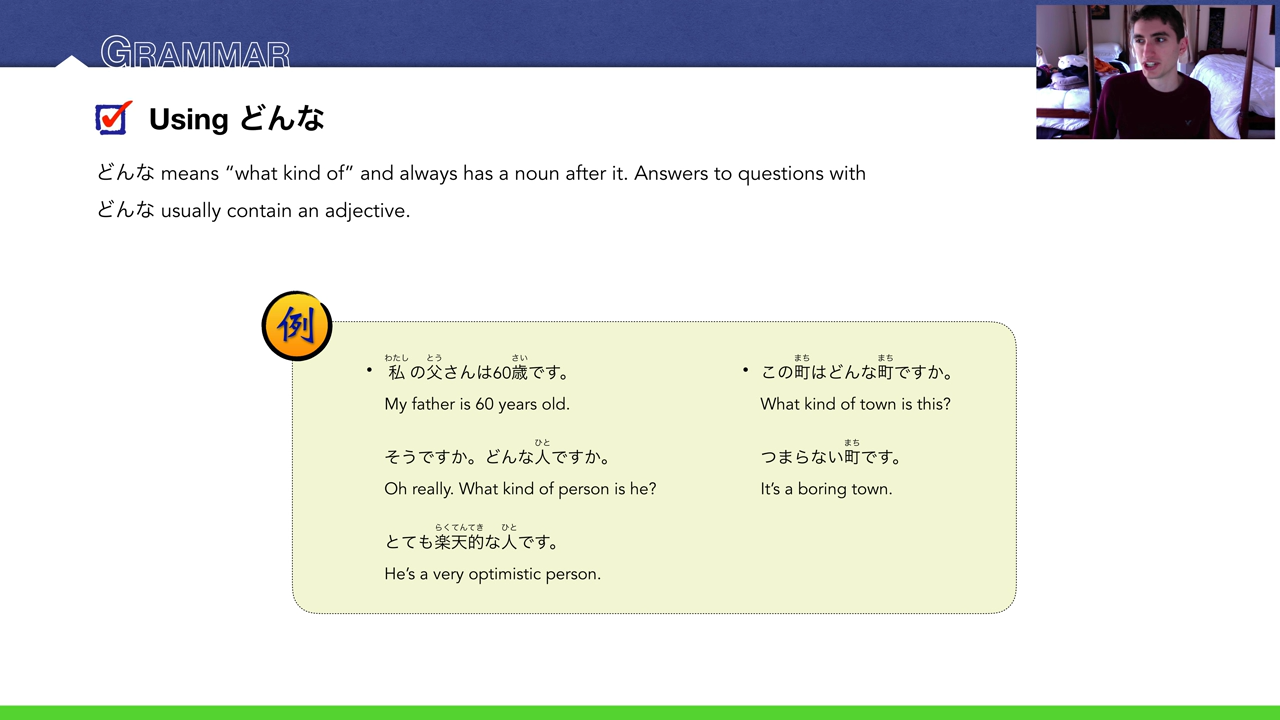 GRAMMAR
Using どんな
どんな means “what kind of” and always has a noun after it. Answers to questions with
どんな usually contain an adjective.
例
わたし とう さい
• 私の父さんは60歳です。
My father is 60 years old.
ひと
そうですか。どんな人ですか。
Oh really. What kind of person is he?
らくてんてき ひと
とても楽天的な人です。
He’s a very optimistic person.
まち まち
• この町はどんな町ですか。
What kind of town is this?
まち
つまらない町です。
It’s a boring town.